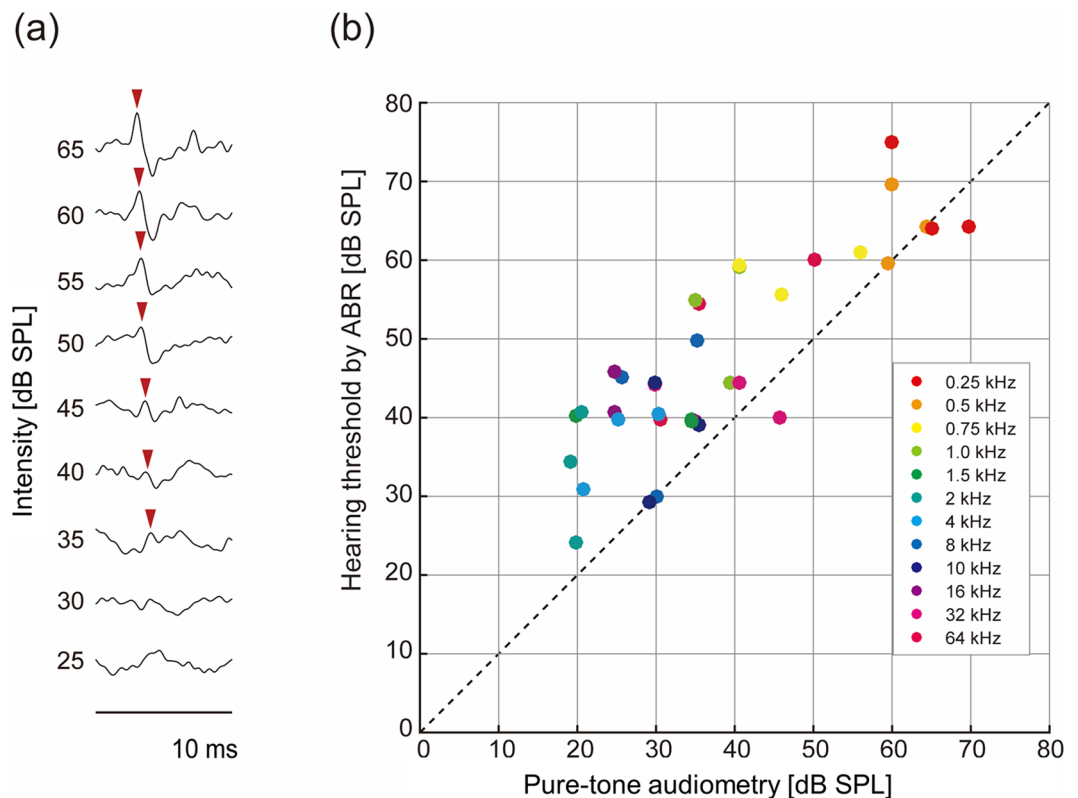 (a)
(b)
65
60
55
50
45
40
35
30
25
Intensity [dB SPL]
10 ms
Hearing threshold by ABR [dB SPL]
80
70
60
50
40
30
20
10
0
0 10 20 30 40 50 60 70 80
Pure-tone audiometry [dB SPL]
0.25 kHz
0.5 kHz
0.75 kHz
1.0 kHz
1.5 kHz
2 kHz
4 kHz
8 kHz
10 kHz
16 kHz
32 kHz
64 kHz